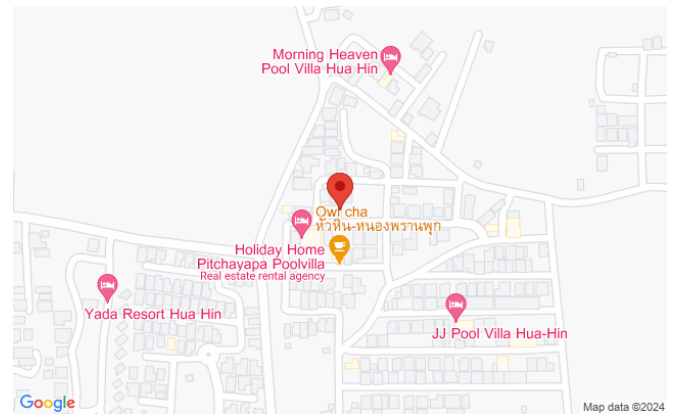 Morning Heaven
Pool Villa Hua Hin
Owl cha
หัวหิน-หนองพรานพุก
Holiday Home
Pitchayapa Poolvilla
Real estate rental agency
Yada Resort Hua Hin
JJ Pool Villa Hua-Hin
Google
Map data ©2024